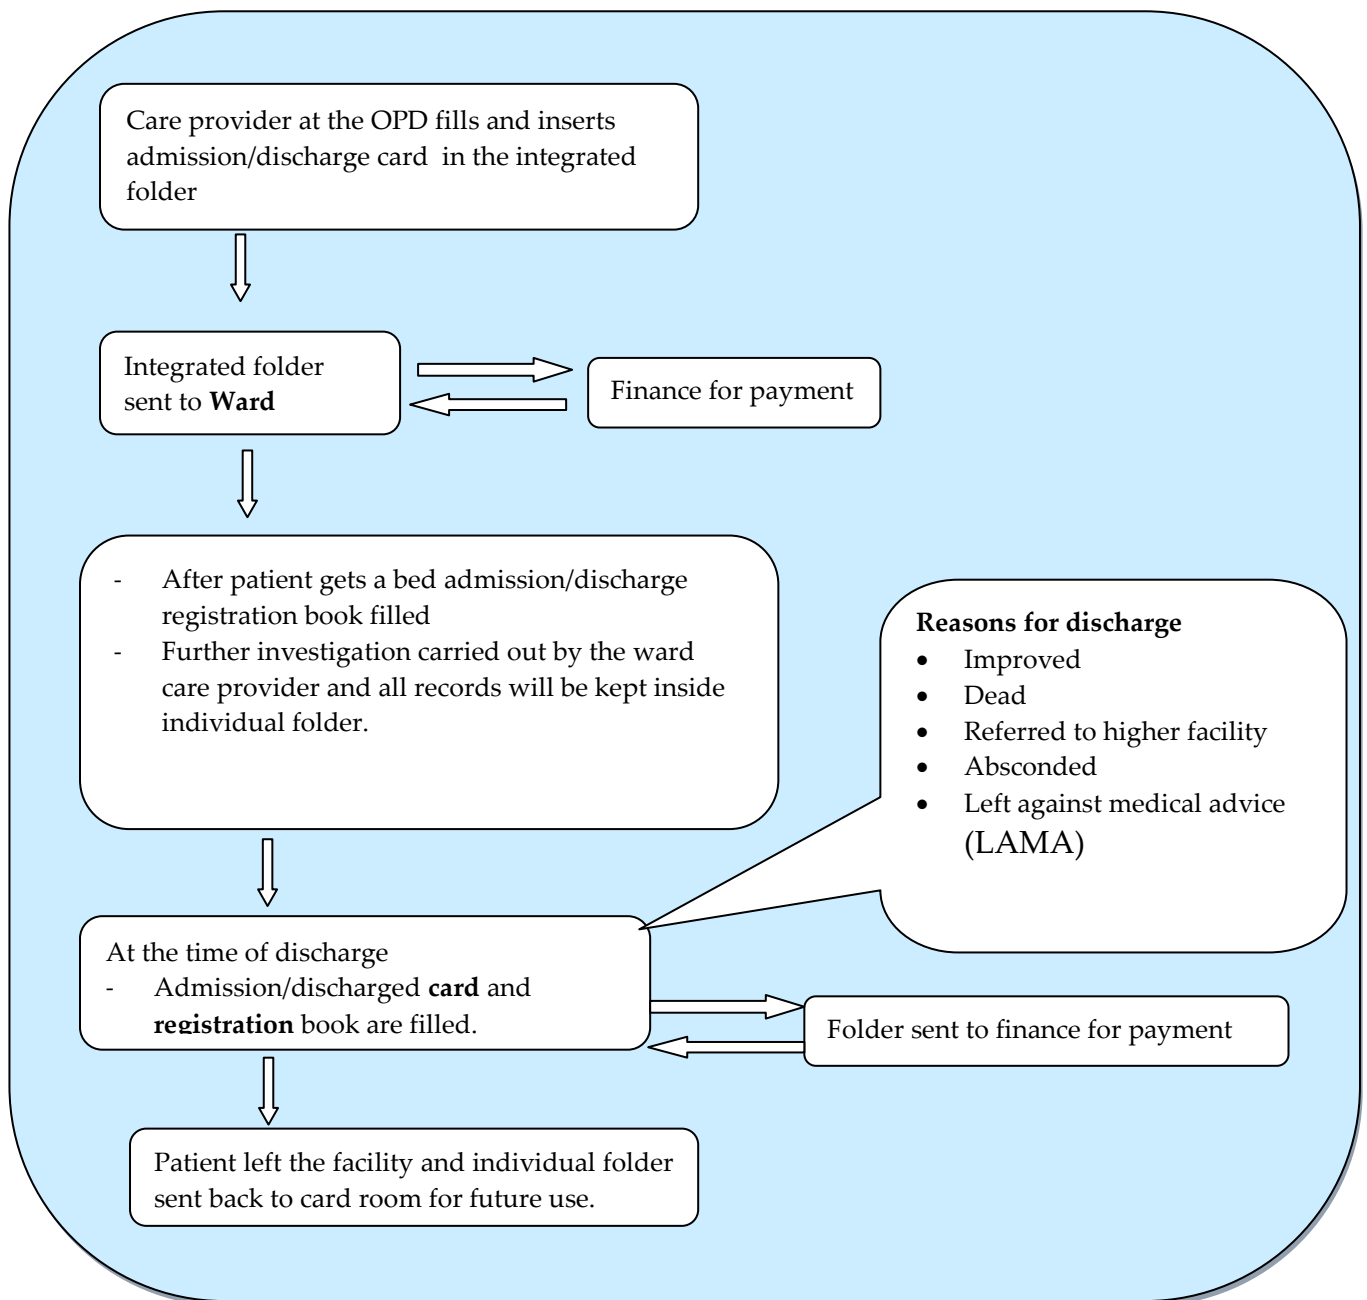 Care provider at the OPD fills and inserts
admission/discharge card in the integrated
folder
Integrated folder
sent to Ward
Finance for payment
- After patient gets a bed admission/discharge
registration book filled
- Further investigation carried out by the ward
care provider and all records will be kept inside
individual folder.
Reasons for discharge
• Improved
• Dead
• Referred to higher facility
• Absconded
• Left against medical advice
(LAMA)
At the time of discharge
- Admission/discharged card and
registration book are filled.
Folder sent to finance for payment
Patient left the facility and individual folder
sent back to card room for future use.